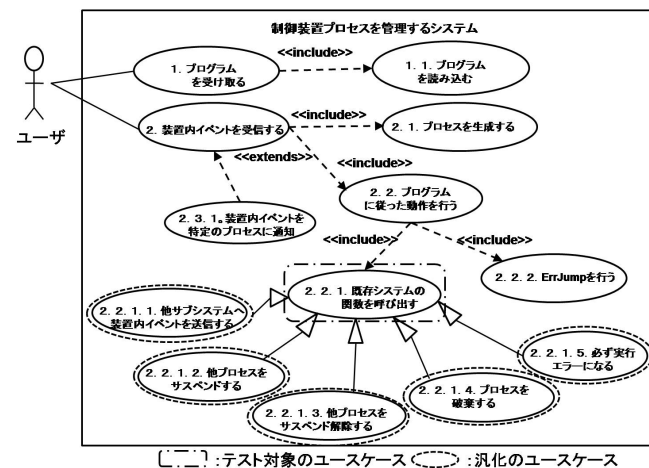 制御装置プロセスを管理するシステム
1. プログラム
を受け取る
<<include>>
1. 1. プログラム
を読み込む
ユーザ
2. 装置内イベントを受信する
<<include>>
2. 1. プロセスを生成する
<<extends>>
<<include>>
2. 3. 1。装置内イベントを
特定のプロセスに通知
2. 2. プログラム
に従った動作を行う
<<include>>
<<include>>
2. 2. 1. 既存システムの
関数を呼び出す
2. 2. 2. ErrJumpを行う
2. 2. 1. 1. 他サブシステムへ
装置内イベントを送信する
2. 2. 1. 2. 他プロセスを
サスペンドする
2. 2. 1. 3. 他プロセスを
サスペンド解除する
2. 2. 1. 4. プロセスを
破棄する
2. 2. 1. 5. 必ず実行
エラーになる
:テスト対象のユースケース
:汎化のユースケース